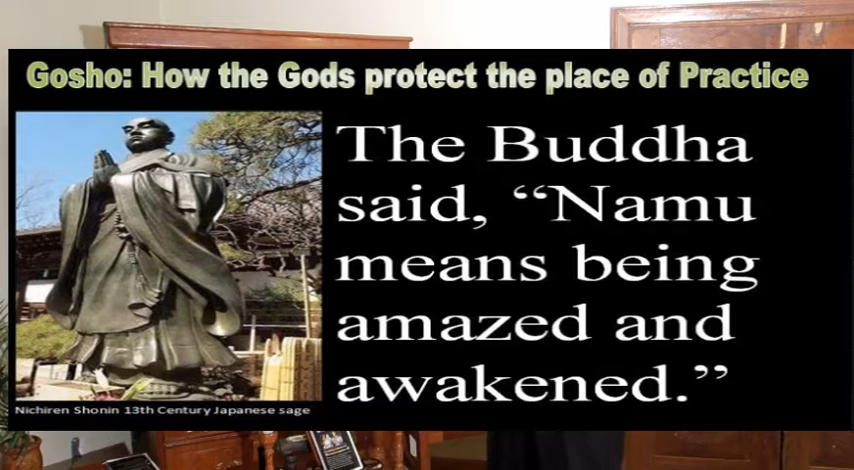 Gosho: How the Gods protect the place of Practice
The Buddha
said, “Namu
means being
amazed and
awakened.”
Nichiren Shonin 13th Century Japanese sage